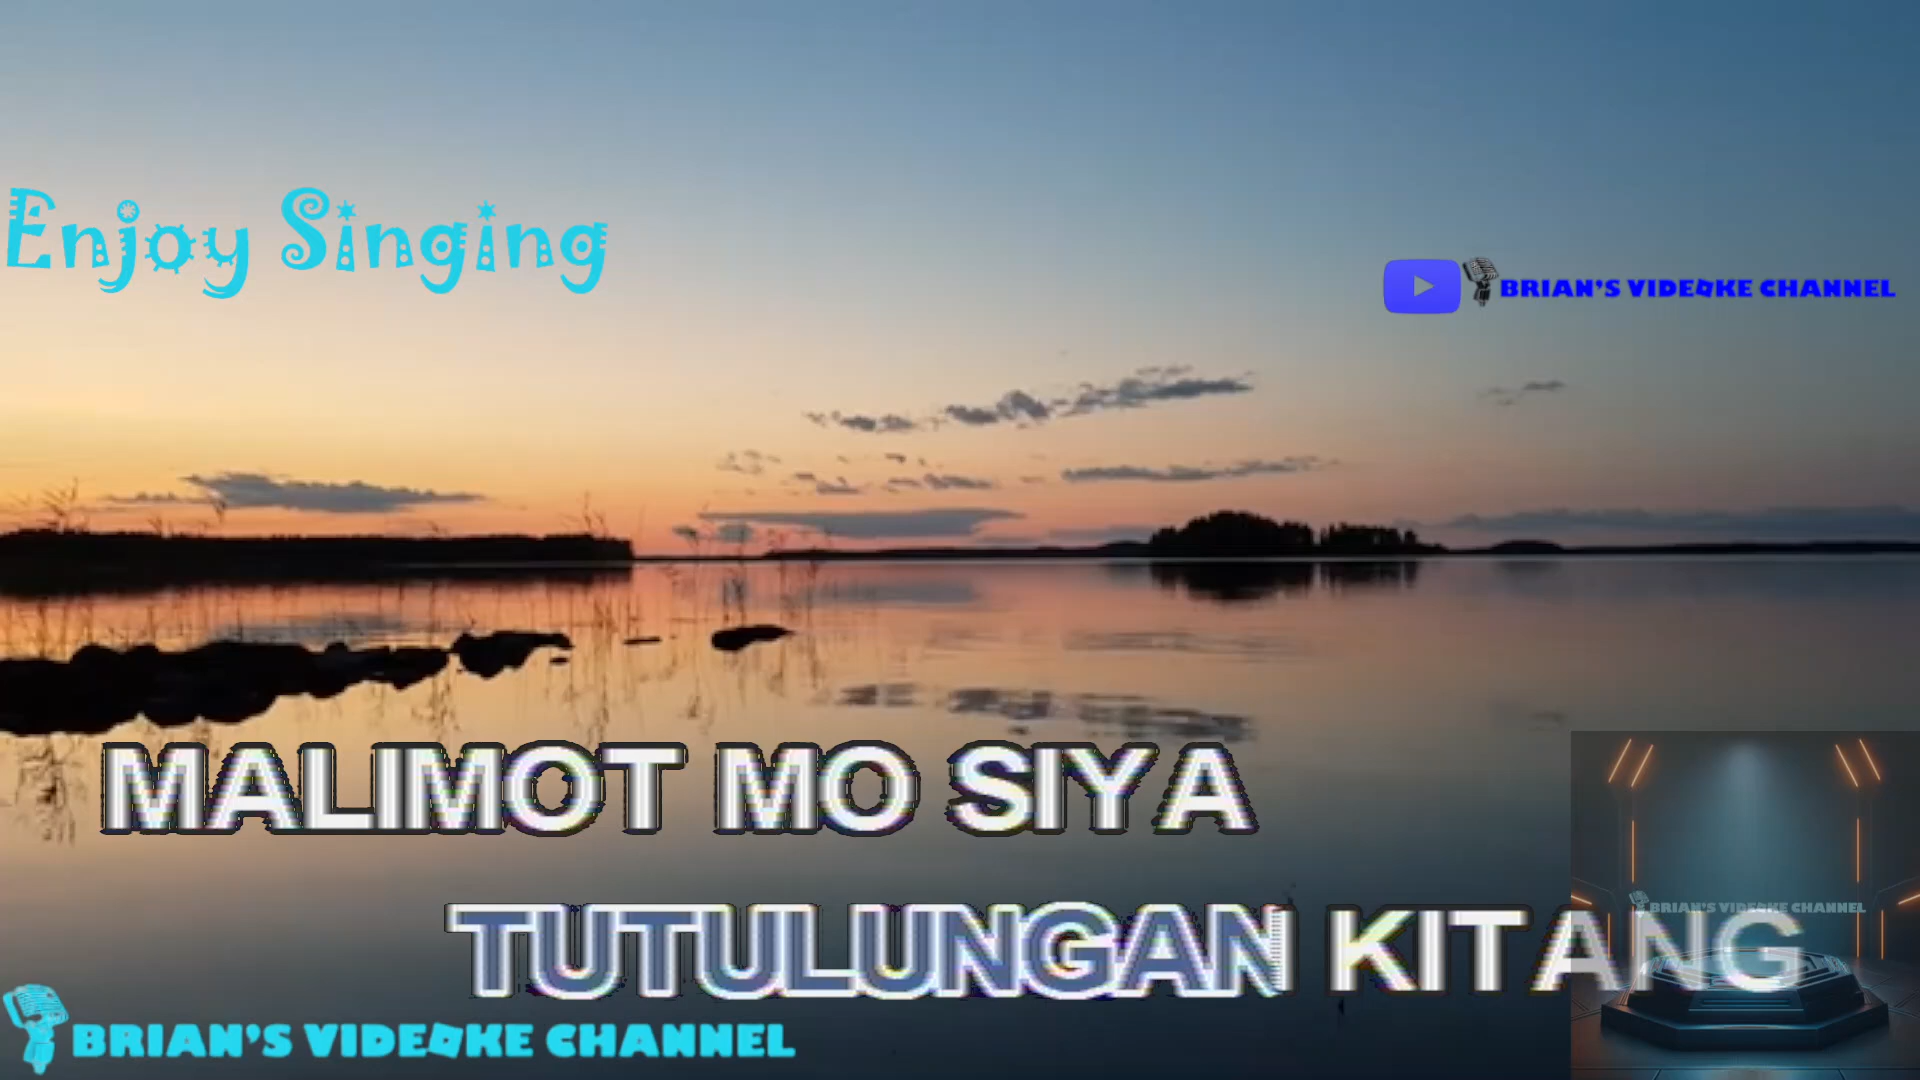 Enjoy Singing
BRIAN'S VIDEOKE CHANNEL
MALIMOT MO SIYA
BRIAN'S VIDEOKE CHANNEL
TUTULUNGAN KITANG
BRIAN'S VIDEOKE CHANNEL